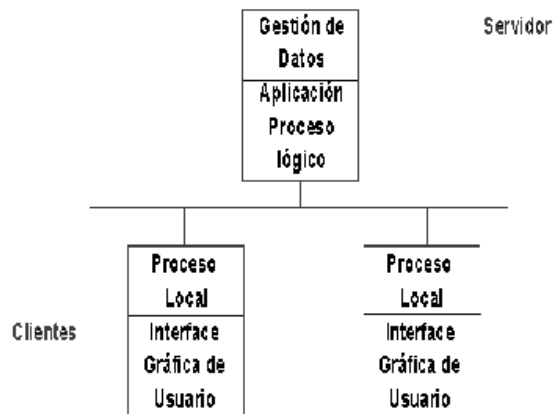 Gestión de
Datos
Servidor
Aplicación
Proceso
lógico
Proceso
Local
Proceso
Local
Clientes
Interface
Gráfica de
Usuario
Interface
Gráfica de
Usuario